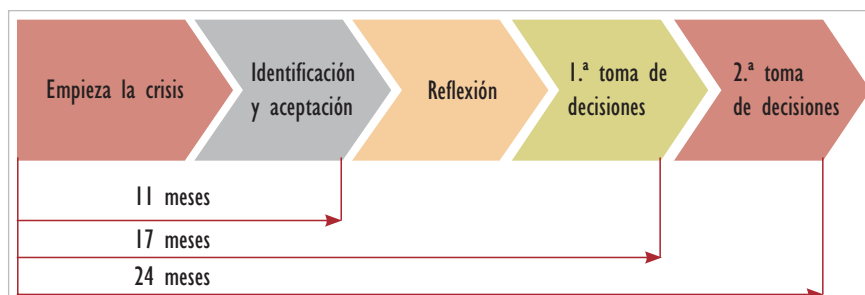 Empieza la crisis
Identificación
y aceptación
Reflexión
1.ª toma de
decisiones
2.ª toma
de decisiones
11 meses
17 meses
24 meses